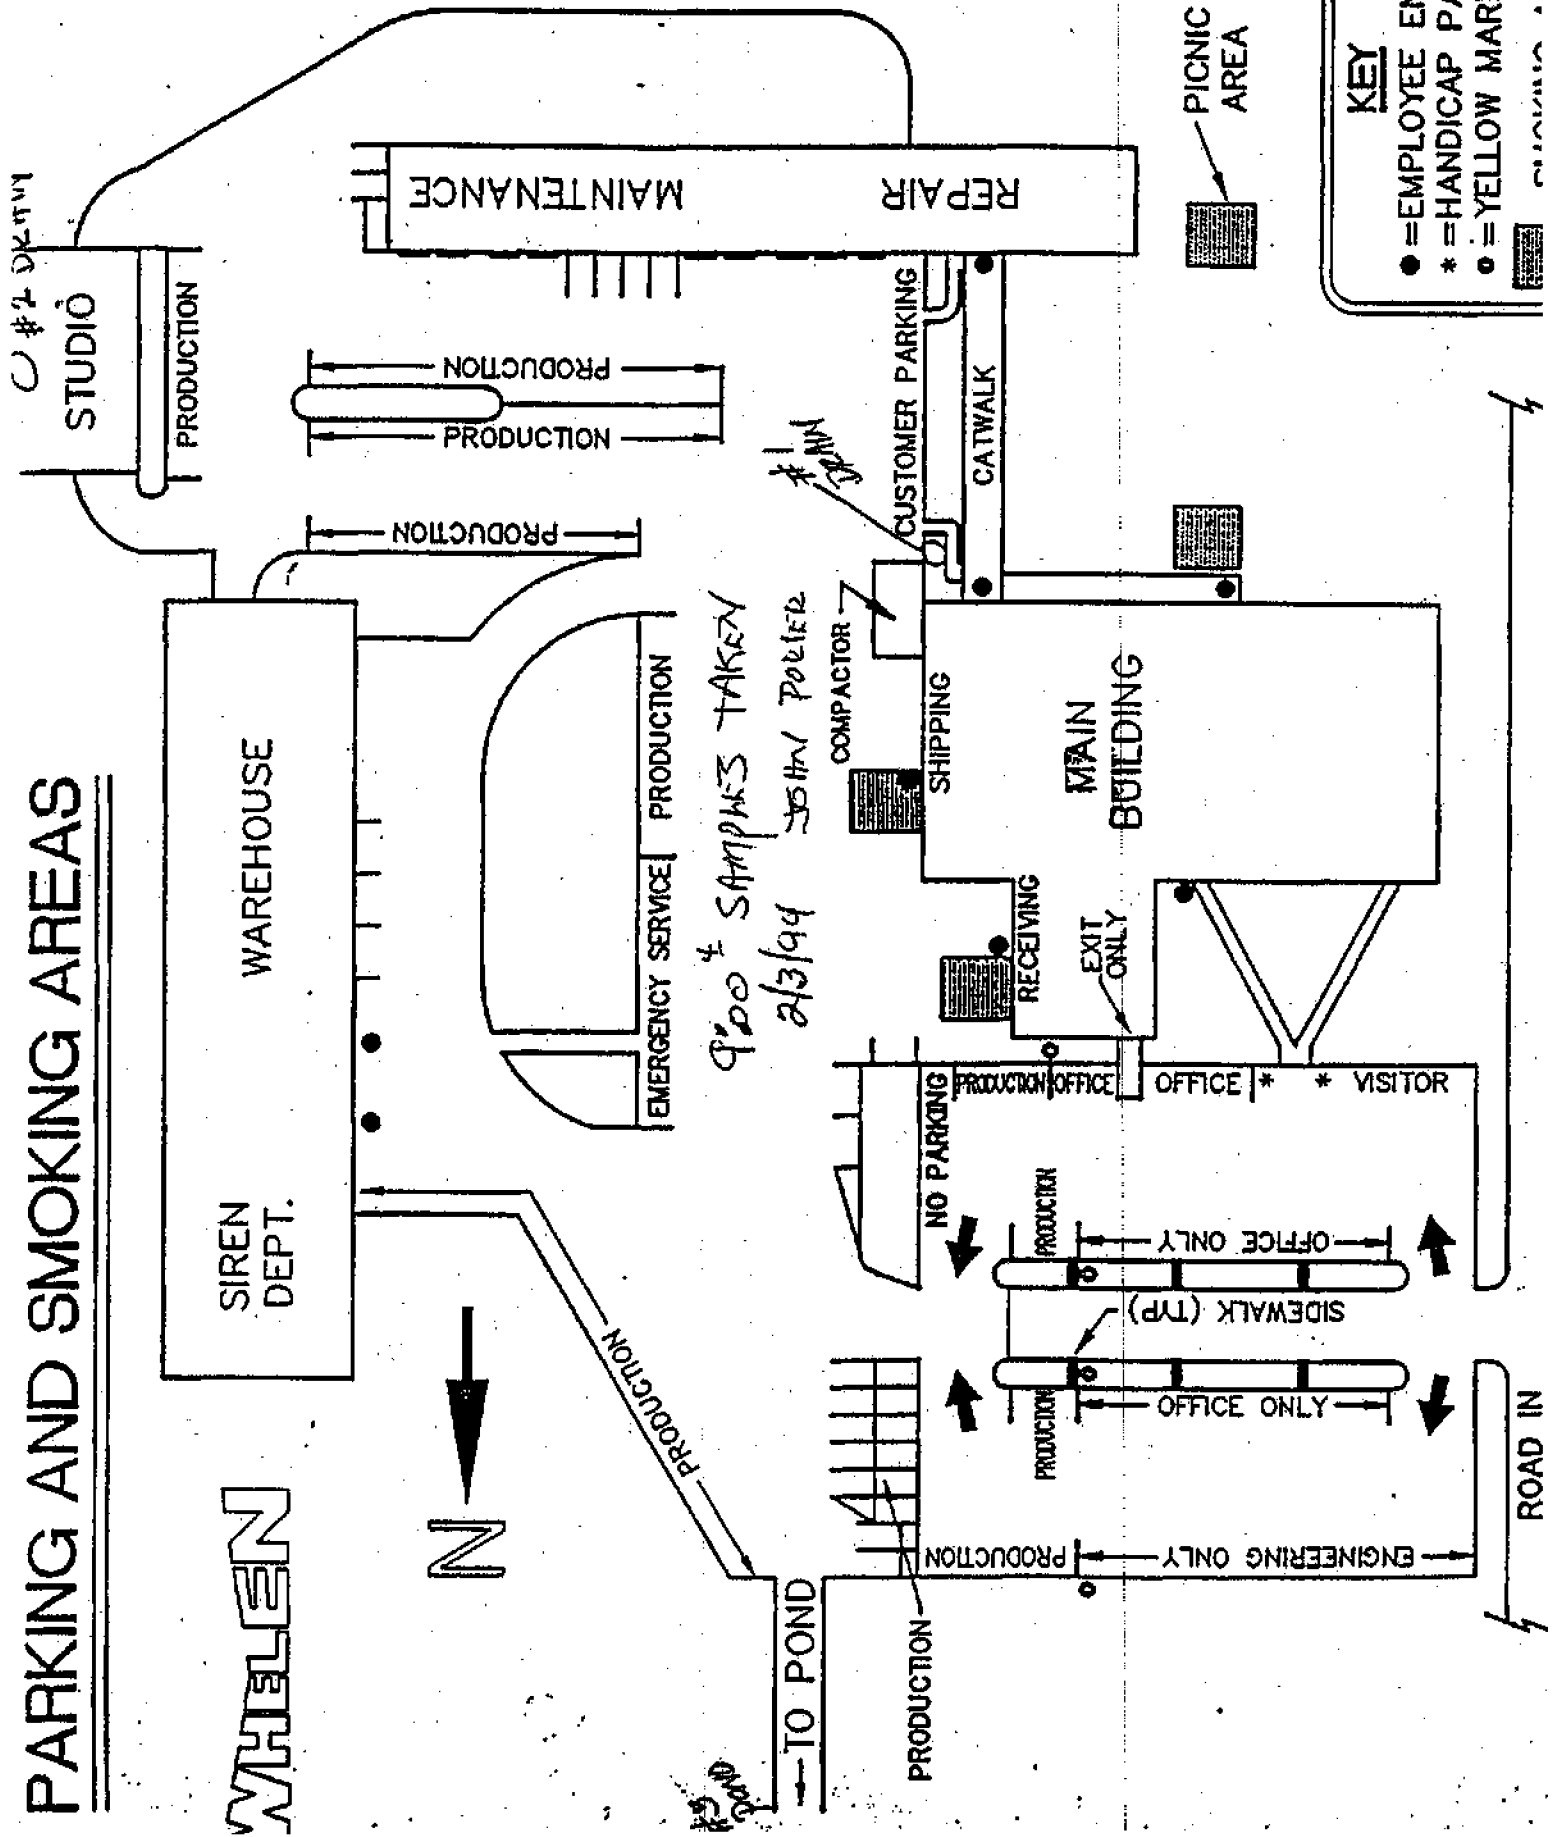 PARKING AND SMOKING AREAS
WHELEN
N
SIREN
DEPT.
WAREHOUSE
STUDIO
PRODUCTION
PRODUCTION
PRODUCTION
PRODUCTION
MAINTENANCE
REPAIR
EMERGENCY SERVICE
PRODUCTION
9:00 ± SAMPLES TAKEN
2/3/94 JOHN
#1
DRAIN
COMPACTOR
CUSTOMER PARKING
CATWALK
SHIPPING
MAIN
BUILDING
RECEIVING
EXIT
ONLY
PICNIC
AREA
PRODUCTION
TO POND
POND
PRODUCTION
NO PARKING
PRODUCTION
OFFICE
OFFICE
*
*
VISITOR
PRODUCTION
OFFICE ONLY
SIDEWALK (TYP)
PRODUCTION
OFFICE ONLY
PRODUCTION
ENGINEERING ONLY
ROAD IN
KEY
=EMPLOYEE
* =HANDICAP
= YELLOW